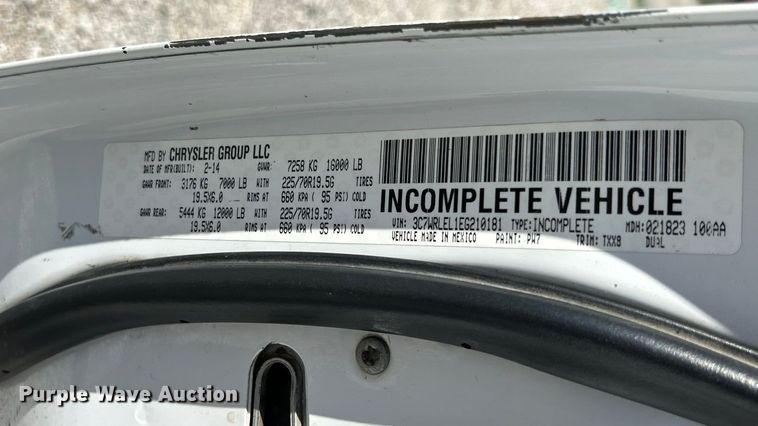 MFD BY CHRYSLER GROUP LLC
DATE OF MFR(BUILT): 2-14 GVWR: 7258 KG 16000 LB
GAWR FRONT: 3176 KG 7000 LB WITH 225/70R19.5G TIRES
19.5X6.0 RIMS AT 660 KPA ( 95 PSI) COLD
GAWR REAR: 5444 KG 12000 LB WITH 225/70R19.5G TIRES
19.5X6.0 RIMS AT 660 KPA ( 95 PSI) COLD
INCOMPLETE VEHICLE
VIN: 3C7WRLEL1EG210181 TYPE: INCOMPLETE MDH: 021823 100AA
VEHICLE MADE IN MEXICO PAINT: PW7 TRIM: TXX9 DUAL
Purple Wave Auction